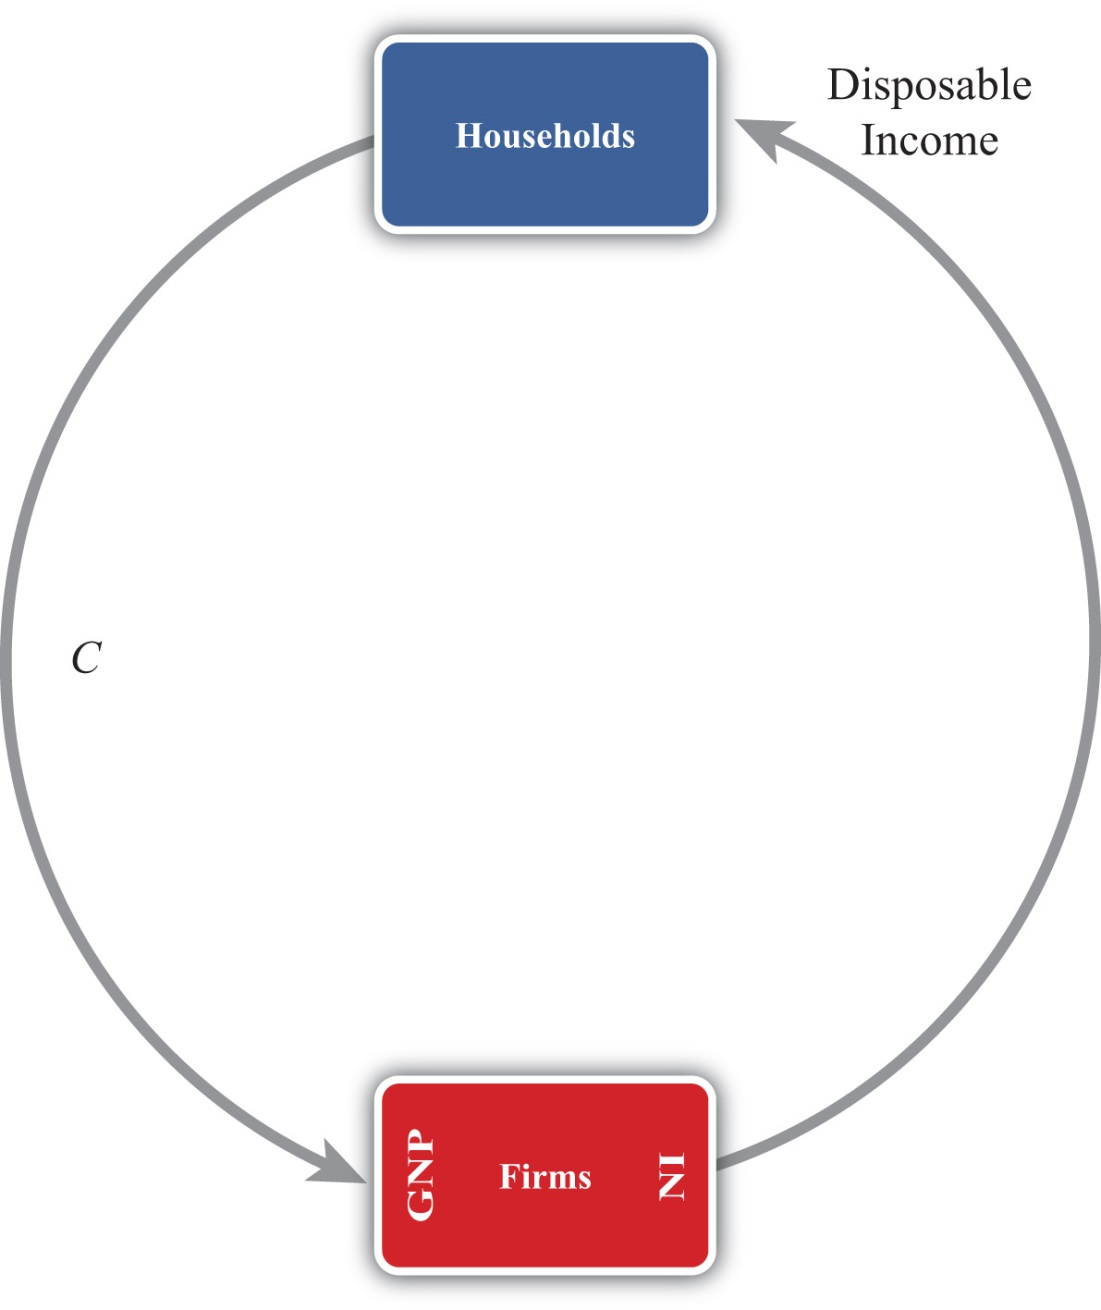 Households
Disposable
Income
C
GNP
Firms
NI